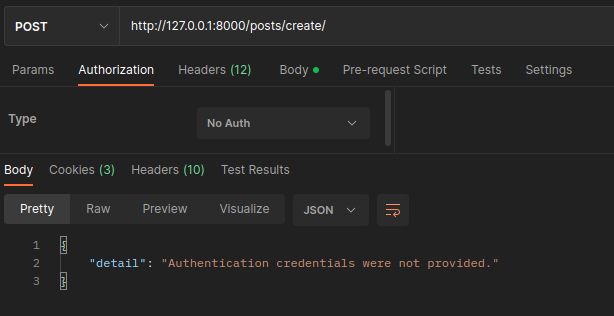 POST http://127.0.0.1:8000/posts/create/
Params Authorization Headers (12) Body Pre-request Script Tests Settings
Type No Auth
Body Cookies (3) Headers (10) Test Results
Pretty Raw Preview Visualize JSON
1 {
2 "detail": "Authentication credentials were not provided."
3 }